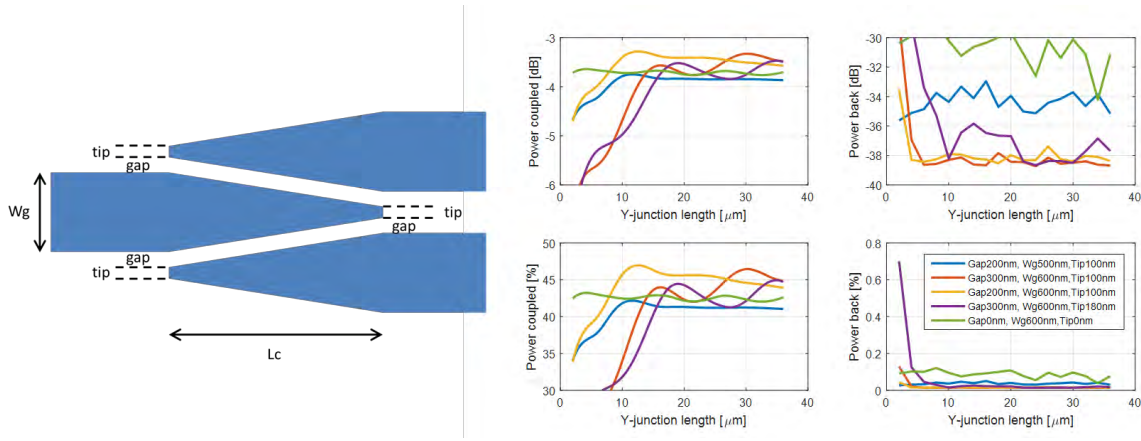 tip
gap
Wg
gap
tip
tip
gap
Lc
Power coupled [dB]
-3
-4
-5
-6
0 10 20 30 40
Y-junction length [μm]
Power back [dB]
-30
-32
-34
-36
-38
-40
0 10 20 30 40
Y-junction length [μm]
Power coupled [%]
50
45
40
35
30
0 10 20 30 40
Y-junction length [μm]
Power back [%]
0.8
0.6
0.4
0.2
0
0 10 20 30 40
Y-junction length [μm]
Gap200nm, Wg500nm,Tip100nm
Gap300nm, Wg600nm,Tip100nm
Gap200nm, Wg600nm,Tip100nm
Gap300nm, Wg600nm,Tip180nm
Gap0nm, Wg600nm,Tip0nm